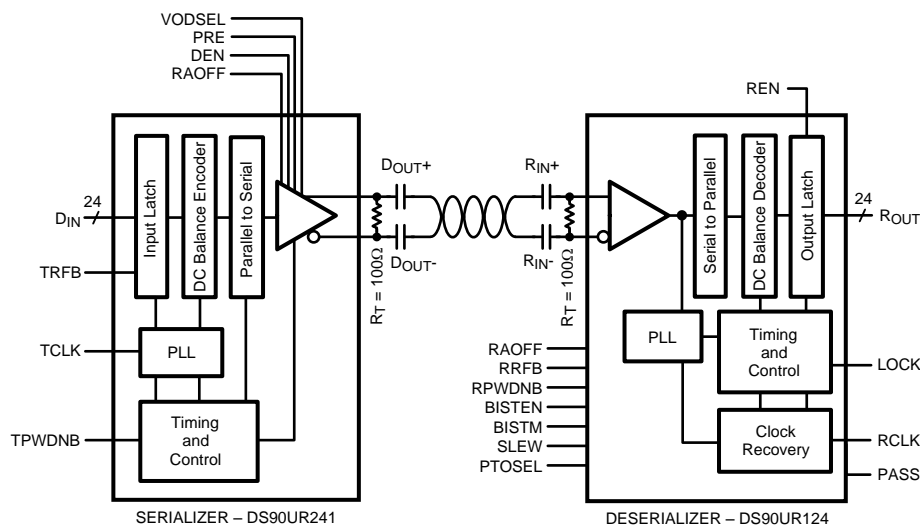 VODSEL
PRE
DEN
RAOFF
REN
DIN
24
TRFB
TCLK
TPWDNB
Input Latch
DC Balance Encoder
Parallel to Serial
PLL
Timing
and
Control
DOUT+
DOUT-
RT = 100Ω
RIN+
RIN-
RT = 100Ω
Serial to Parallel
DC Balance Decoder
Output Latch
24
ROUT
PLL
Timing
and
Control
Clock
Recovery
RAOFF
RRFB
RPWDNB
BISTEN
BISTM
SLEW
PTOSEL
LOCK
RCLK
PASS
SERIALIZER – DS90UR241
DESERIALIZER – DS90UR124